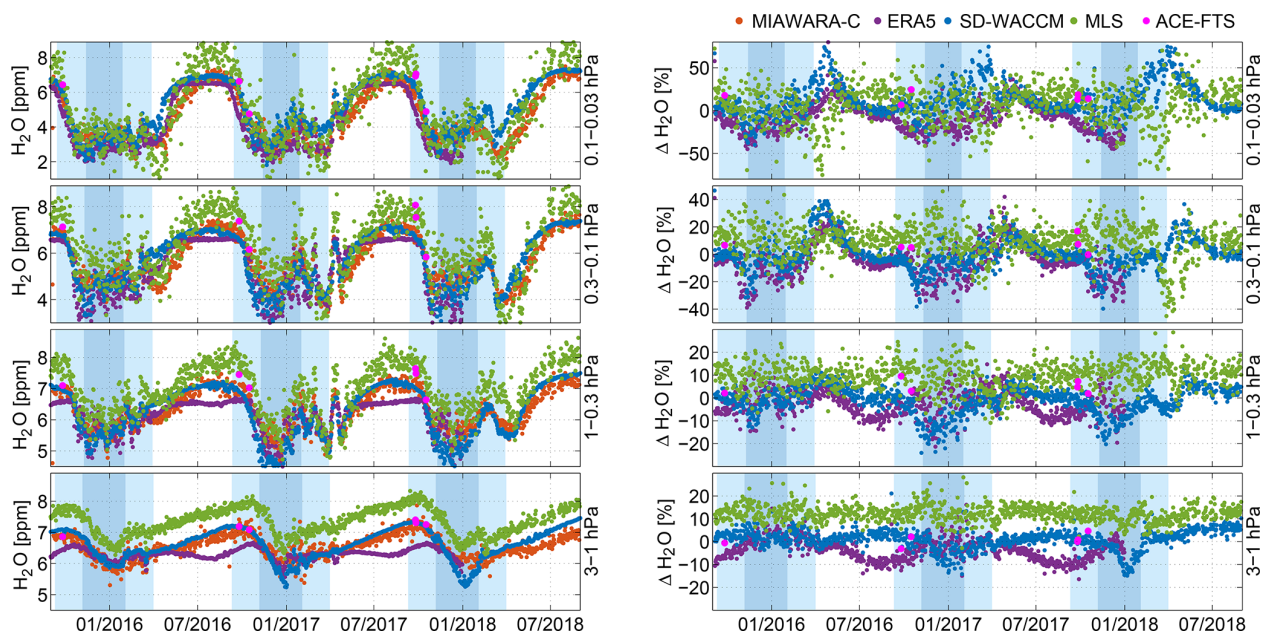 MIAWARA-C ERA5 SD-WACCM MLS ACE-FTS
8
6
4
2
H2O [ppm]
0.1−0.03 hPa
50
0
−50
Δ H2O [%]
0.1−0.03 hPa
8
6
4
H2O [ppm]
0.3−0.1 hPa
40
20
0
−20
−40
Δ H2O [%]
0.3−0.1 hPa
8
7
6
5
H2O [ppm]
1−0.3 hPa
20
10
0
−10
−20
Δ H2O [%]
1−0.3 hPa
8
7
6
5
H2O [ppm]
3−1 hPa
20
10
0
−10
−20
Δ H2O [%]
3−1 hPa
01/2016 07/2016 01/2017 07/2017 01/2018 07/2018
01/2016 07/2016 01/2017 07/2017 01/2018 07/2018